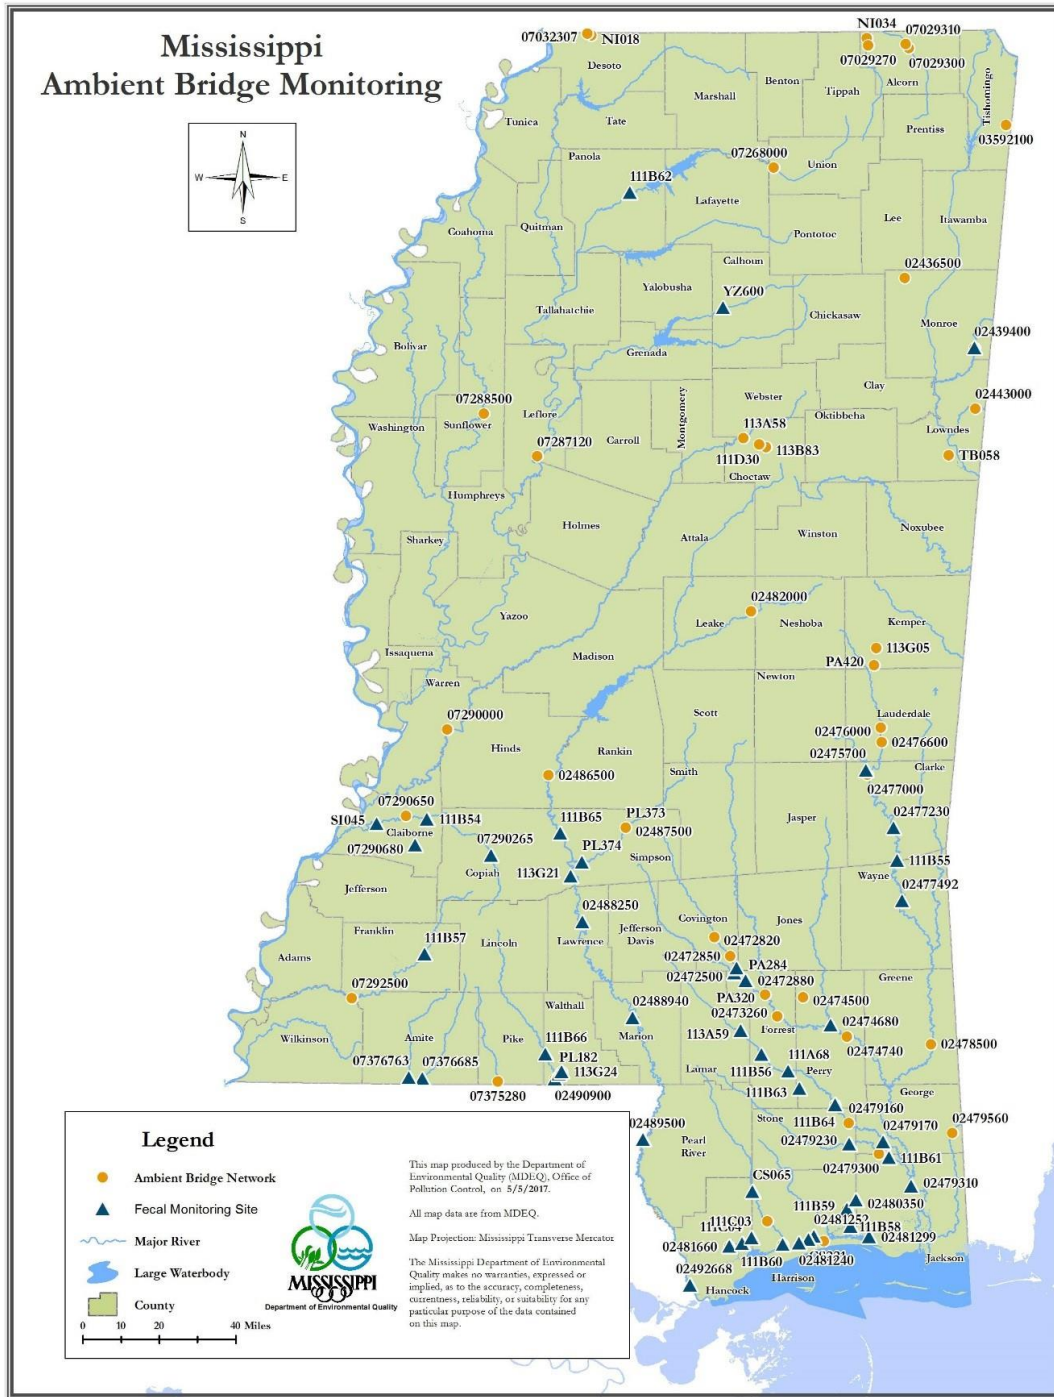 Mississippi
Ambient Bridge Monitoring
N
W
E
S
07032307
NI018
NI034
07029310
07029270
07029300
Desoto
Benton
Tippah
Alcorn
Tishomingo
Marshall
Tunica
Tate
Prentiss
03592100
Panola
07268000
Union
111B62
Lafayette
Lee
Itawamba
Coahoma
Quitman
Pontotoc
Calhoun
02436500
Yalobusha
YZ600
Tallahatchie
Chickasaw
Monroe
02439400
Bolivar
Grenada
Clay
Webster
07288500
Leflore
Montgomery
Oktibbeha
02443000
Washington
Sunflower
113A58
Lowndes
07287120
Carroll
111D30
113B83
TB058
Choctaw
Humphreys
Holmes
Attala
Winston
Noxubee
Sharkey
02482000
Yazoo
Leake
Neshoba
Kemper
113G05
Issaquena
Madison
PA420
Warren
Newton
07290000
Scott
Lauderdale
02476000
Hinds
Rankin
02476600
02475700
Smith
Clarke
02486500
02477000
07290650
PL373
SI045
111B54
111B65
02487500
Jasper
02477230
Claiborne
07290265
PL374
07290680
Simpson
111B55
Copiah
113G21
Wayne
Jefferson
02477492
02488250
Covington
Jones
Franklin
Jefferson
Davis
111B57
Lincoln
Lawrence
02472820
Adams
02472850
PA284
02472500
02472880
Greene
07292500
PA320
02474500
Walthall
02488940
02473260
02474680
Wilkinson
Amite
Pike
111B66
Marion
113A59
Forrest
02474740
02478500
07376763
07376685
PL182
111A68
113G24
Lamar
111B56
Perry
07375280
02490900
111B63
George
02479160
02479560
02489500
Stone
111B64
02479170
Pearl
River
02479230
111B61
02479300
CS065
02479310
111B59
02480350
111C03
02481252
111B58
02481299
02481660
111B60
02481240
Jackson
02492668
Harrison
Hancock
Legend
Ambient Bridge Network
Fecal Monitoring Site
Major River
Large Waterbody
County
0 10 20 40 Miles
This map produced by the Department of
Environmental Quality (MDEQ), Office of
Pollution Control, on 5/5/2017.
All map data are from MDEQ.
Map Projection: Mississippi Transverse Mercator
The Mississippi Department of Environmental
Quality makes no warranties, expressed or
implied, as to the accuracy, completeness,
currentness, reliability, or suitability for any
particular purpose of the data contained
on this map.
MISSISSIPPI
Department of Environmental Quality